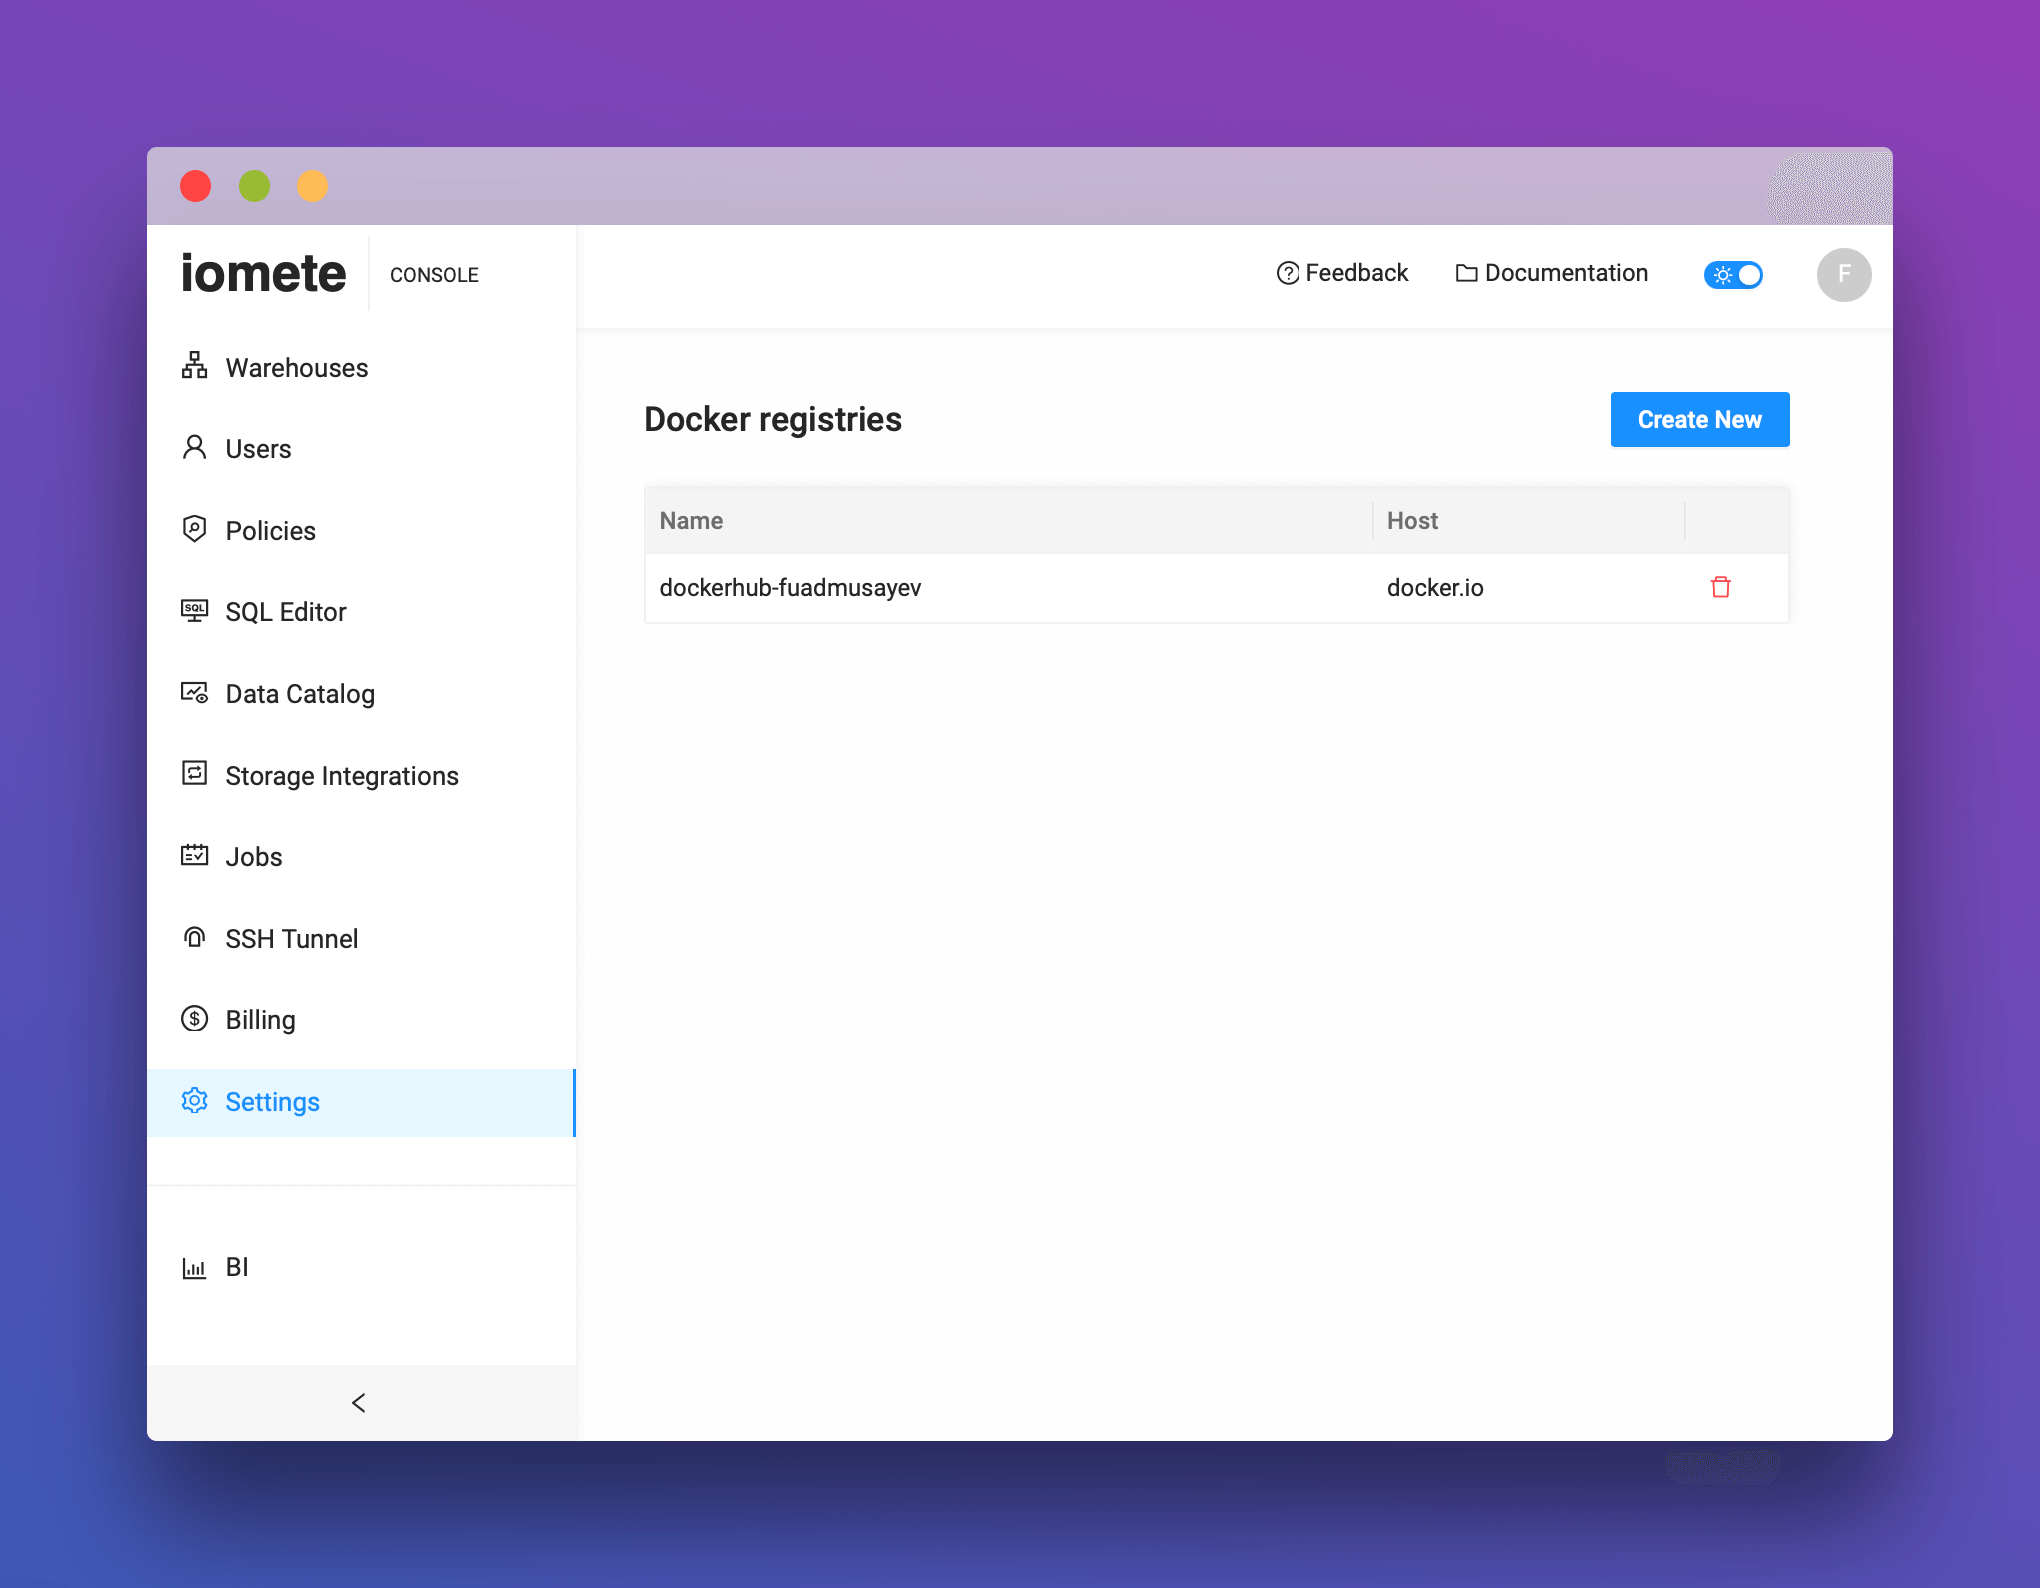 iomete CONSOLE
Feedback Documentation F
Warehouses
Users
Policies
SQL SQL Editor
Data Catalog
Storage Integrations
Jobs
SSH Tunnel
Billing
Settings
BI
Docker registries Create New
Name Host
dockerhub-fuadmusayev docker.io